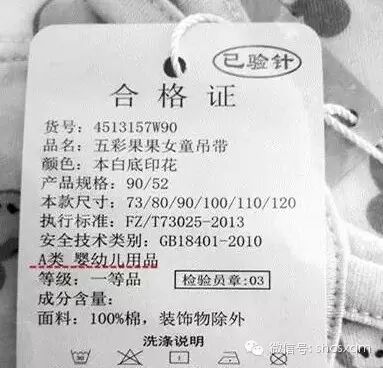 已验针
合格证
货号: 4513157W90
品名: 五彩果果女童吊带
颜色: 本白底印花
产品规格: 90/52
本款尺寸: 73/80/90/100/110/120
执行标准: FZ/T73025-2013
安全技术类别: GB18401-2010
A类 婴幼儿用品
等级: 一等品
检验员章:03
成分含量:
面料: 100%棉, 装饰物除外
洗涤说明
微信号: shcsxdm